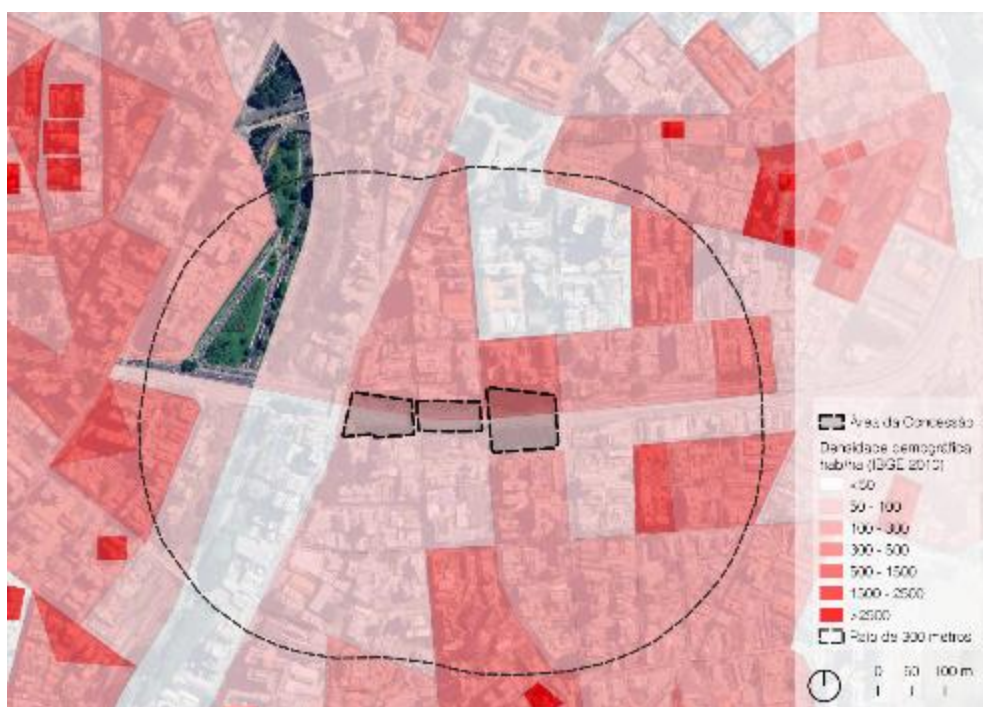 Área da Concessão
Densidade demográfica
hab/ha (IBGE 2010)
<50
50 - 100
100 - 300
300 - 500
500 - 1500
1500 - 2500
>2500
Raio de 300 metros
0 50 100 m